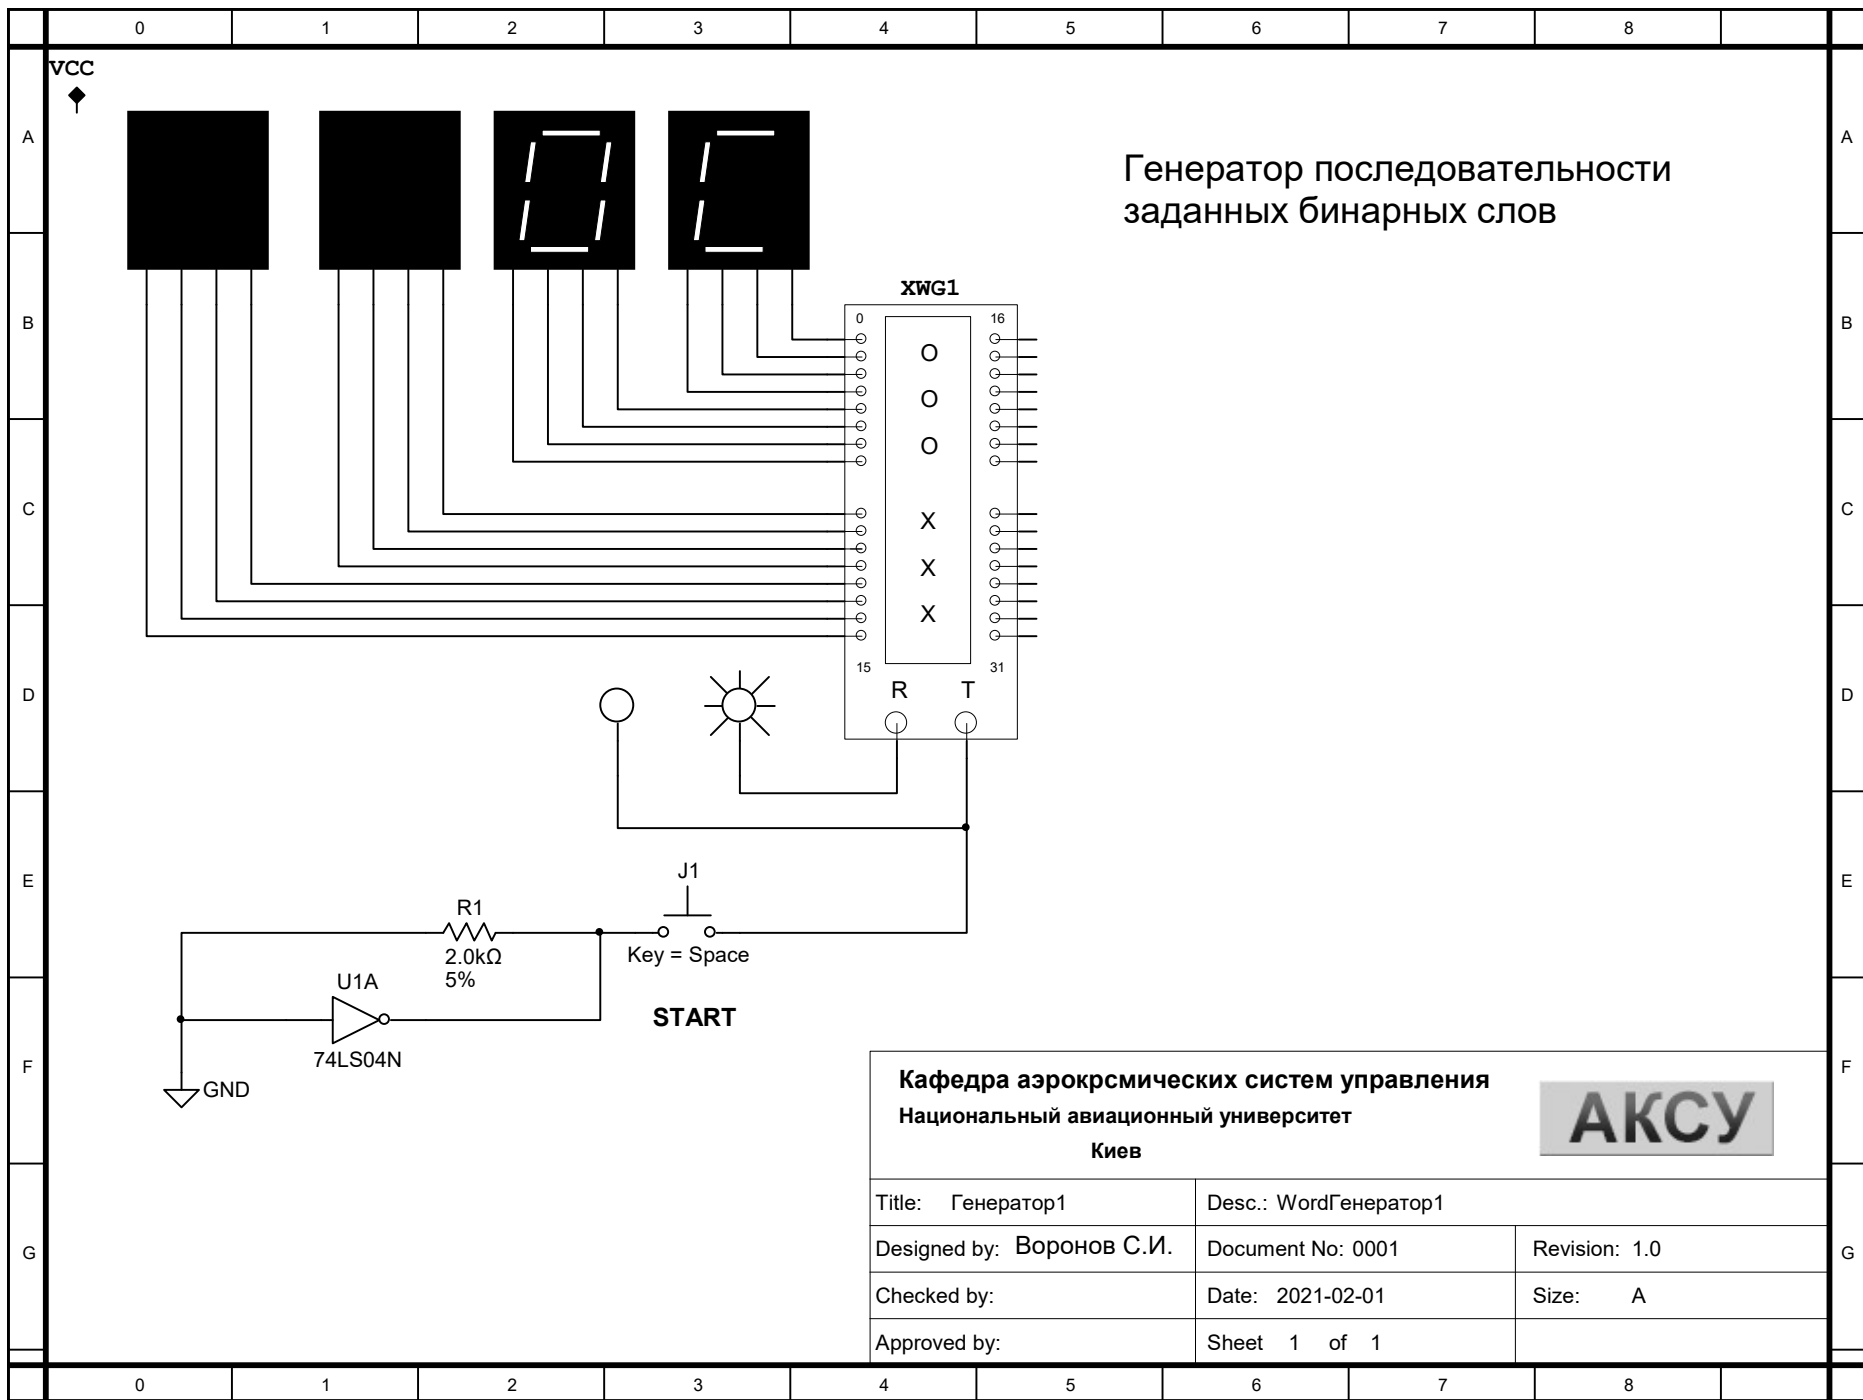 0 1 2 3 4 5 6 7 8
VCC
A A
0 C
Генератор последовательности
заданных бинарных слов
B B
XWG1
0 16
O
O
O
C C
X
X
X
15 31
R T
D D
E E
J1
R1
Key = Space
2.0kΩ
5%
U1A
START
74LS04N
F F
GND
Кафедра аэрокрсмических систем управления
Национальный авиационный университет
Киев
АКСУ
Title: Генератор1 Desc.: WordГенератор1
Designed by: Воронов С.И. Document No: 0001 Revision: 1.0
G G
Checked by: Date: 2021-02-01 Size: A
Approved by: Sheet 1 of 1
0 1 2 3 4 5 6 7 8